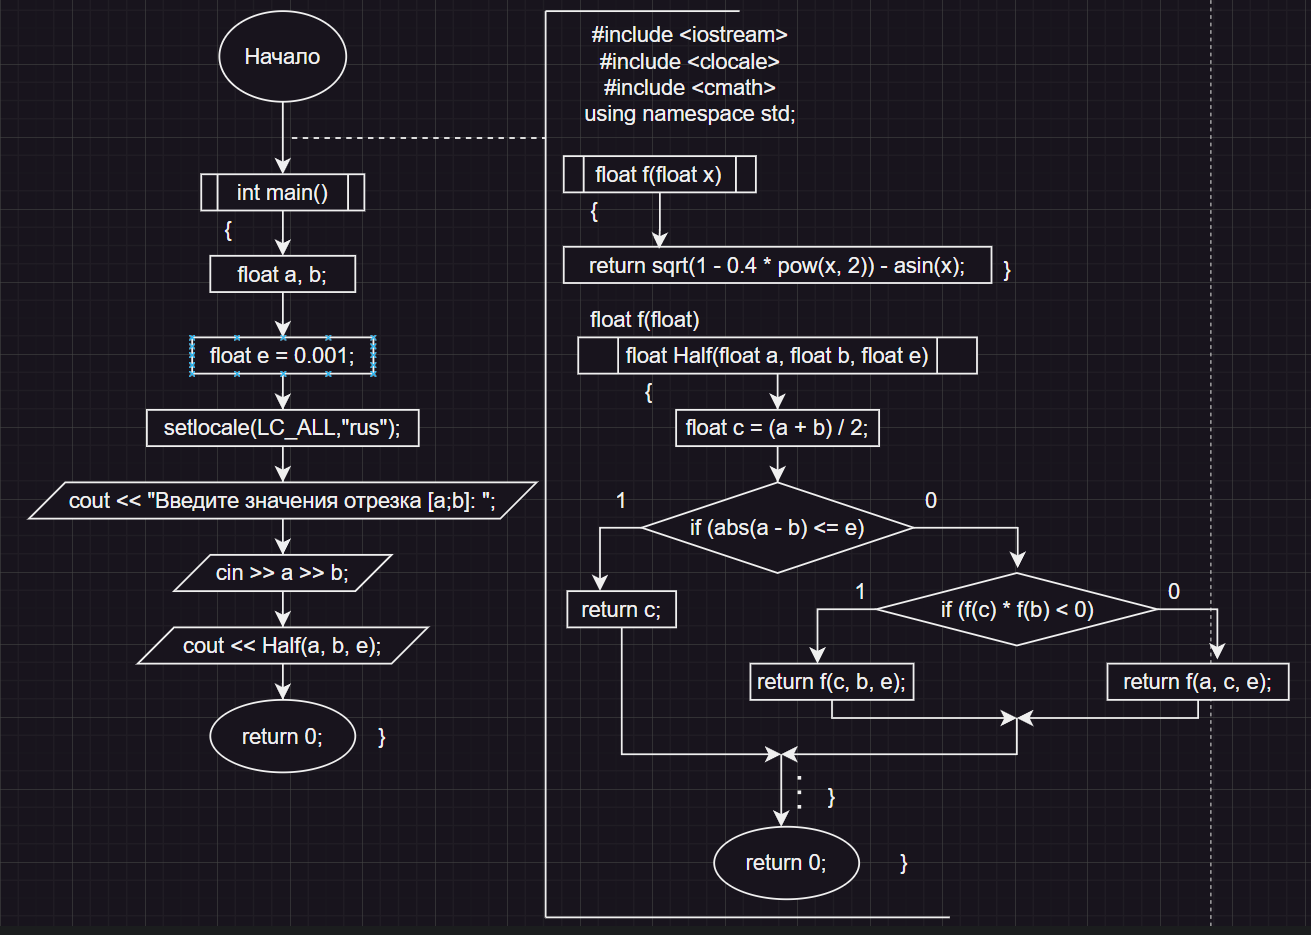 Начало
int main()
{
float a, b;
float e = 0.001;
setlocale(LC_ALL,"rus");
cout << "Введите значения отрезка [a;b]: ";
cin >> a >> b;
cout << Half(a, b, e);
return 0;
}
#include <iostream>
#include <clocale>
#include <cmath>
using namespace std;
float f(float x)
{
return sqrt(1 - 0.4 * pow(x, 2)) - asin(x);
}
float f(float)
float Half(float a, float b, float e)
{
float c = (a + b) / 2;
1
0
if (abs(a - b) <= e)
return c;
1
0
if (f(c) * f(b) < 0)
return f(c, b, e);
return f(a, c, e);
}
return 0;
}